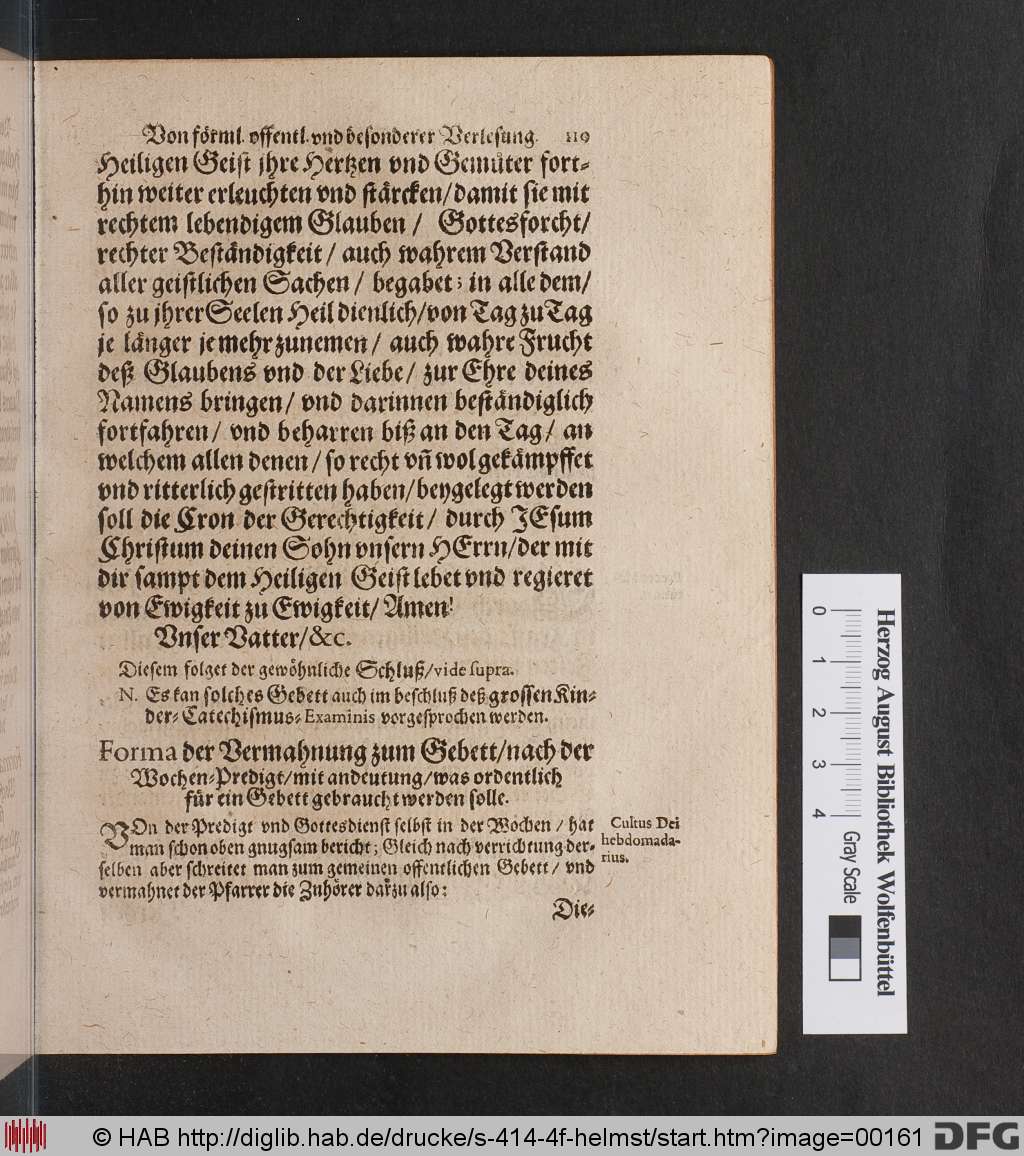 Von förml. offentl. vnd besonderer Verlesung. 119
Heiligen Geist jhre Hertzen vnd Gemüter fort-
hin weiter erleuchten vnd stärcken/damit sie mit
rechtem lebendigem Glauben / Gottesforcht/
rechter Beständigkeit / auch wahrem Verstand
aller geistlichen Sachen / begabet; in alle dem/
so zu jhrer Seelen Heil dienlich/von Tag zu Tag
je länger je mehr zunemen / auch wahre Frucht
deß Glaubens vnd der Liebe/ zur Ehre deines
Namens bringen/ vnd darinnen beständiglich
fortfahren/ vnd beharren biß an den Tag/ an
welchem allen denen/ so recht vñ wol gekämpffet
vnd ritterlich gestritten haben/beygelegt werden
soll die Cron der Gerechtigkeit/ durch JEsum
Christum deinen Sohn vnsern HErrn/der mit
dir sampt dem Heiligen Geist lebet vnd regieret
von Ewigkeit zu Ewigkeit/ Amen!
Vnser Vatter/&c.
Diesem folget der gewöhnliche Schluß/vide supra.
N. Es kan solches Gebett auch im beschluß deß grossen Kin-
der-Catechismus-Examinis vorgesprochen werden.
Forma der Vermahnung zum Gebett/nach der
Wochen-Predigt/mit andeutung/was ordentlich
für ein Gebett gebraucht werden solle.
VOn der Predigt vnd Gottesdienst selbst in der Wochen / hat
man schon oben gnugsam bericht; Gleich nach verrichtung der-
selben aber schreitet man zum gemeinen offentlichen Gebett / vnd
vermahnet der Pfarrer die Zuhörer darzu also:
Cultus Dei
hebdomada-
rius.
Die-
Herzog August Bibliothek Wolfenbüttel
0 1 2 3 4
Gray Scale
© HAB http://diglib.hab.de/drucke/s-414-4f-helmst/start.htm?image=00161
DFG